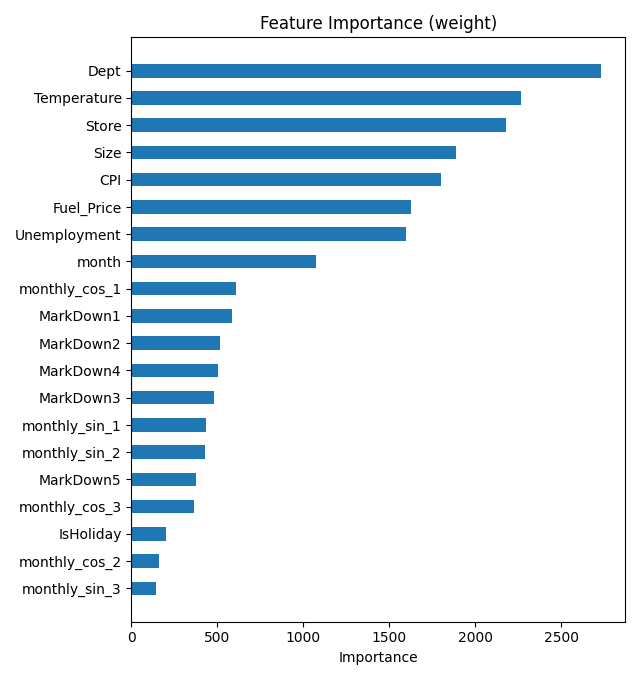 Feature Importance (weight)
Dept
Temperature
Store
Size
CPI
Fuel_Price
Unemployment
month
monthly_cos_1
MarkDown1
MarkDown2
MarkDown4
MarkDown3
monthly_sin_1
monthly_sin_2
MarkDown5
monthly_cos_3
IsHoliday
monthly_cos_2
monthly_sin_3
0 500 1000 1500 2000 2500
Importance